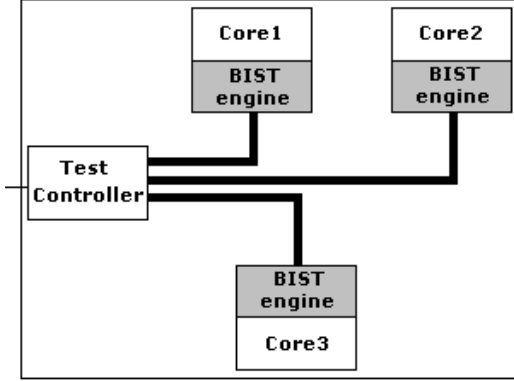 Core1
BIST
engine
Core2
BIST
engine
Test
Controller
BIST
engine
Core3